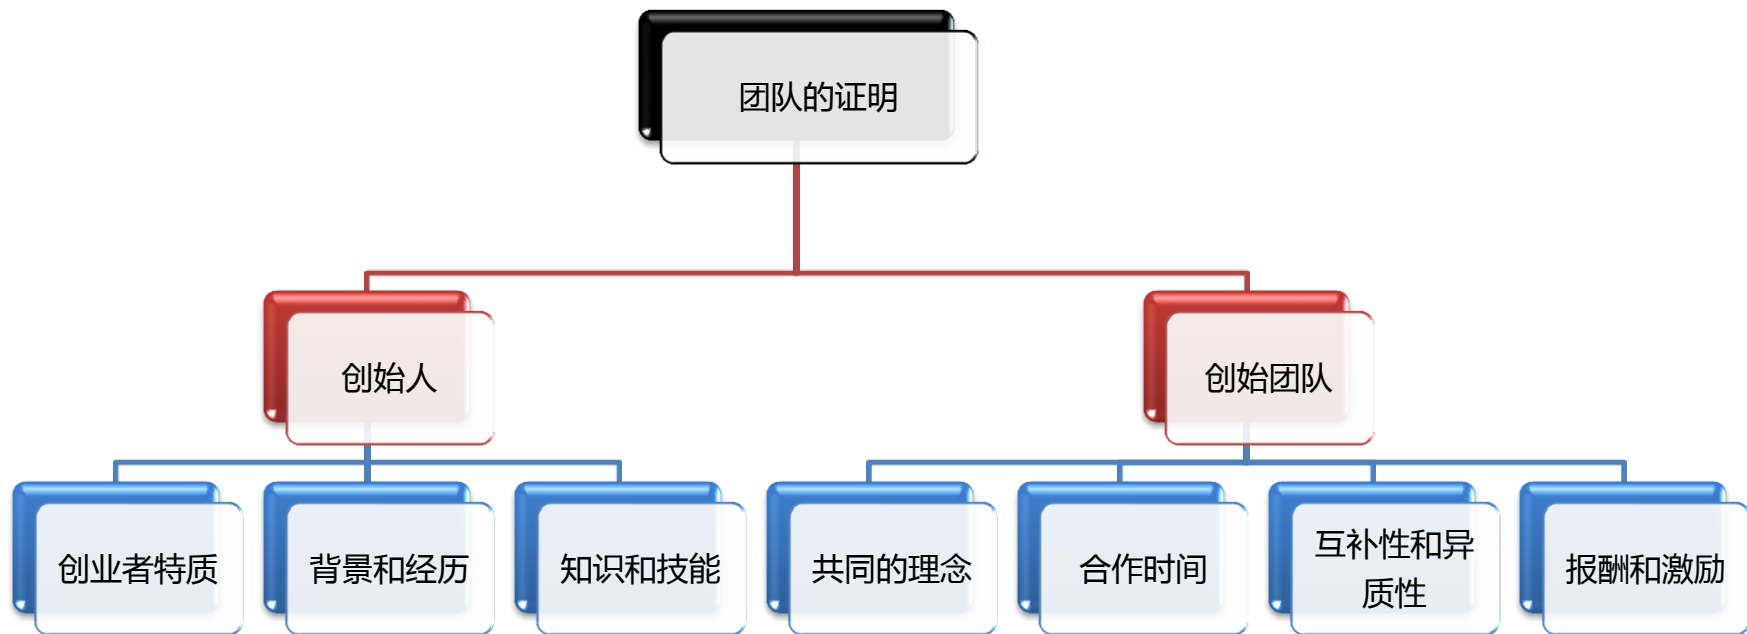 团队的证明
创始人
创始团队
创业者特质
背景和经历
知识和技能
共同的理念
合作时间
互补性和异
质性
报酬和激励